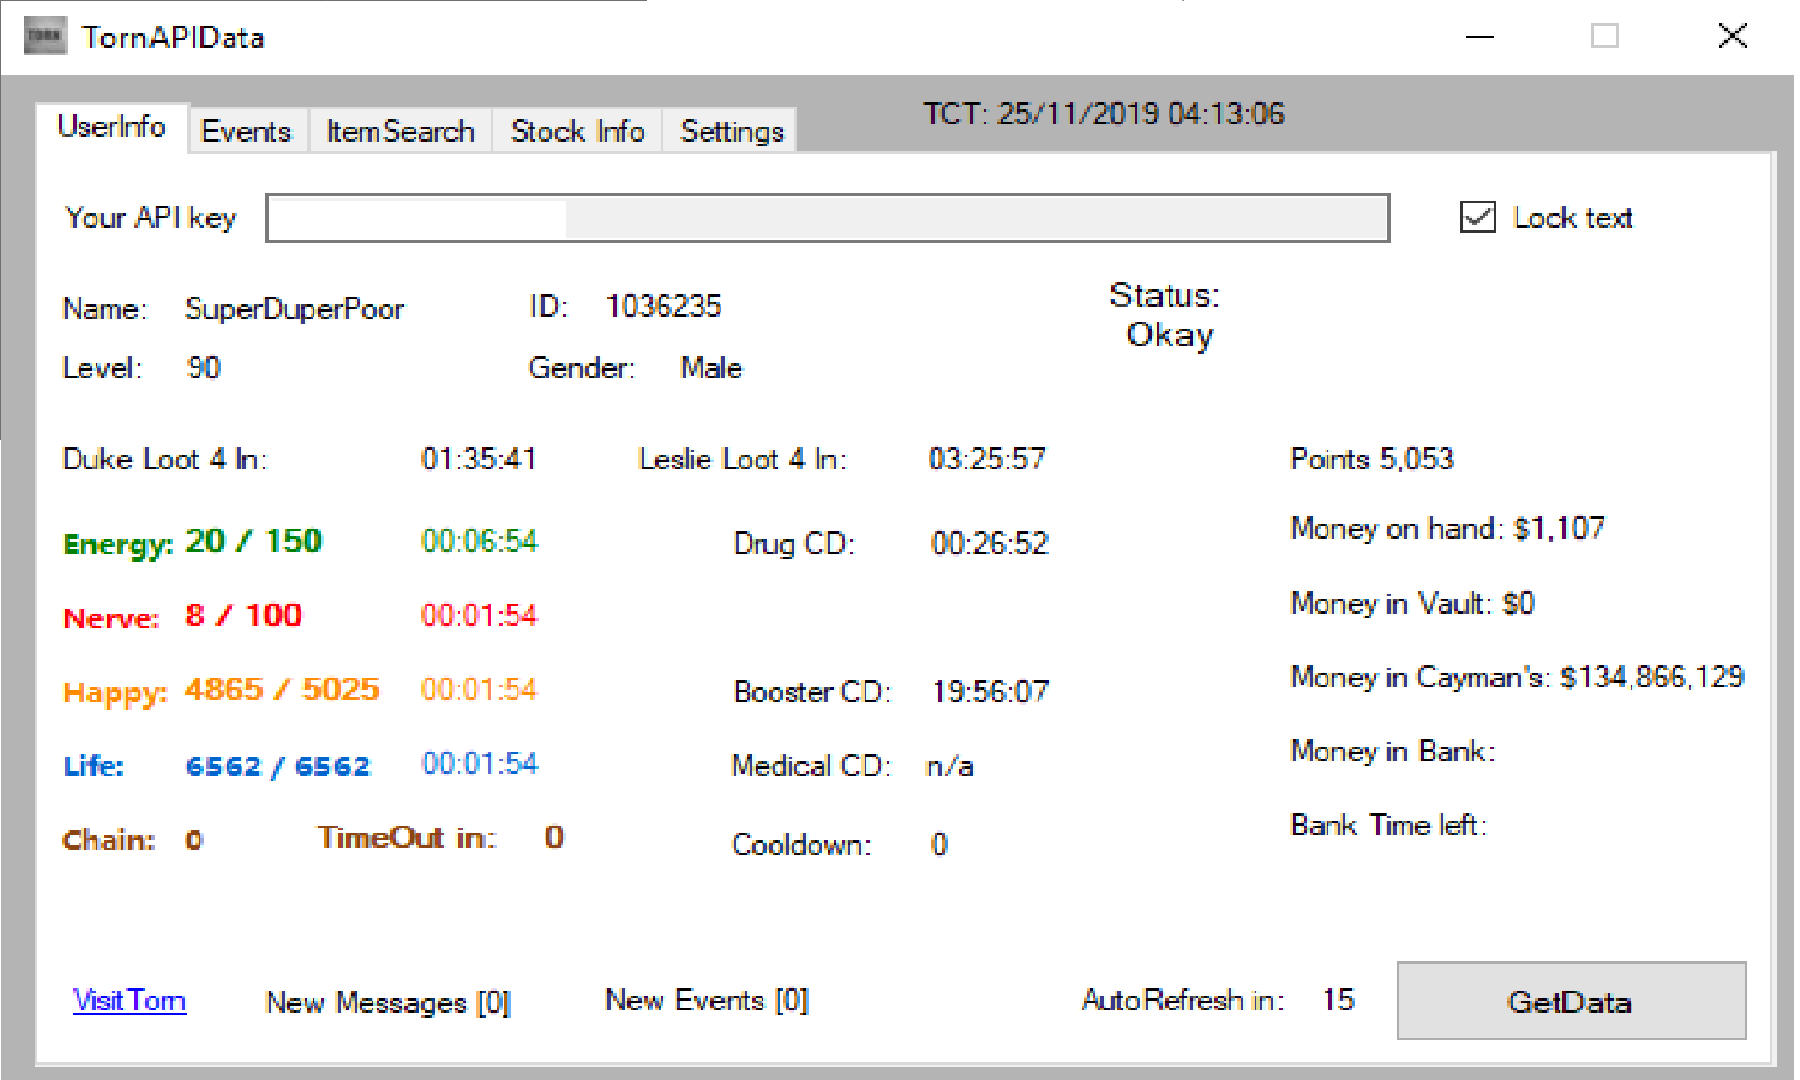 TORN TornAPIData
UserInfo Events ItemSearch Stock Info Settings TCT: 25/11/2019 04:13:06
Your API key Lock text
Name: SuperDuperPoor ID: 1036235 Status:
Okay
Level: 90 Gender: Male
Duke Loot 4 In: 01:35:41 Leslie Loot 4 In: 03:25:57 Points 5,053
Energy: 20 / 150 00:06:54 Drug CD: 00:26:52 Money on hand: $1,107
Nerve: 8 / 100 00:01:54 Money in Vault: $0
Happy: 4865 / 5025 00:01:54 Booster CD: 19:56:07 Money in Cayman's: $134,866,129
Life: 6562 / 6562 00:01:54 Medical CD: n/a Money in Bank:
Chain: 0 TimeOut in: 0 Cooldown: 0 Bank Time left:
Visit Torn New Messages [0] New Events [0] AutoRefresh in: 15 GetData